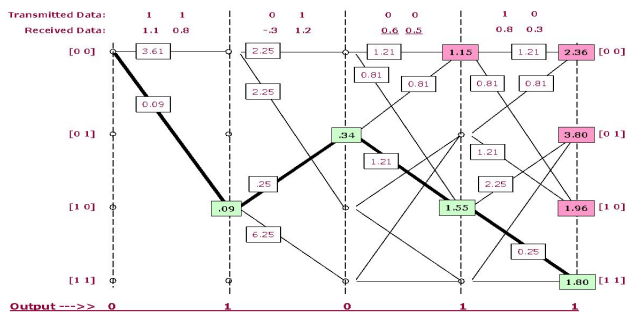 Transmitted Data: 1 1 0 1 0 0 1 0
Received Data: 1.1 0.8 -.3 1.2 0.6 0.5 0.8 0.3
[0 0] 3.61 2.25 1.21 1.15 1.21 2.36 [0 0]
0.09 2.25 0.81 0.81 0.81 0.81
[0 1] .34 3.80 [0 1]
1.21 1.21
.25 2.25
[1 0] .09 1.55 1.96 [1 0]
6.25 0.25
[1 1] 1.80 [1 1]
Output --->> 0 1 0 1 1